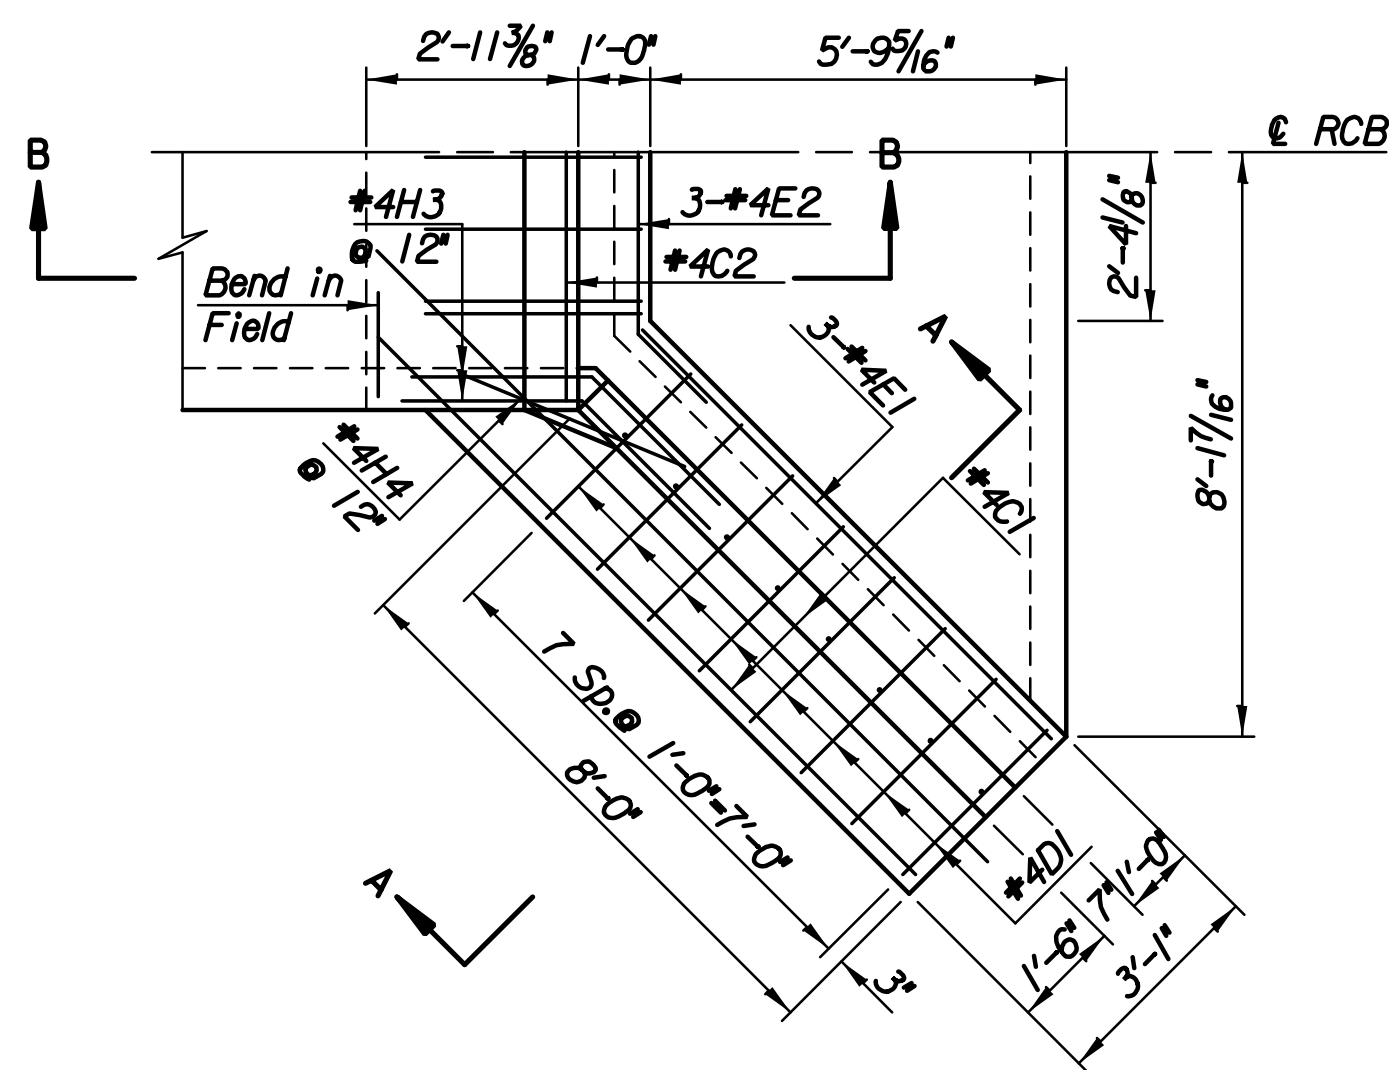 2'-11 3/8"
1'-0"
5'-9 5/16"
℄ RCB
B
B
#4H3
@ 12"
3-#4E2
#4C2
Bend in
Field
2'-4 1/8"
8'-1 7/16"
A
3-#4E1
#4C1
#4H4
@ 12"
7 Sp.@ 1'-0"=7'-0"
8'-0"
A
#4D1
3"
1'-0"
7"
1'-6"
3'-1"